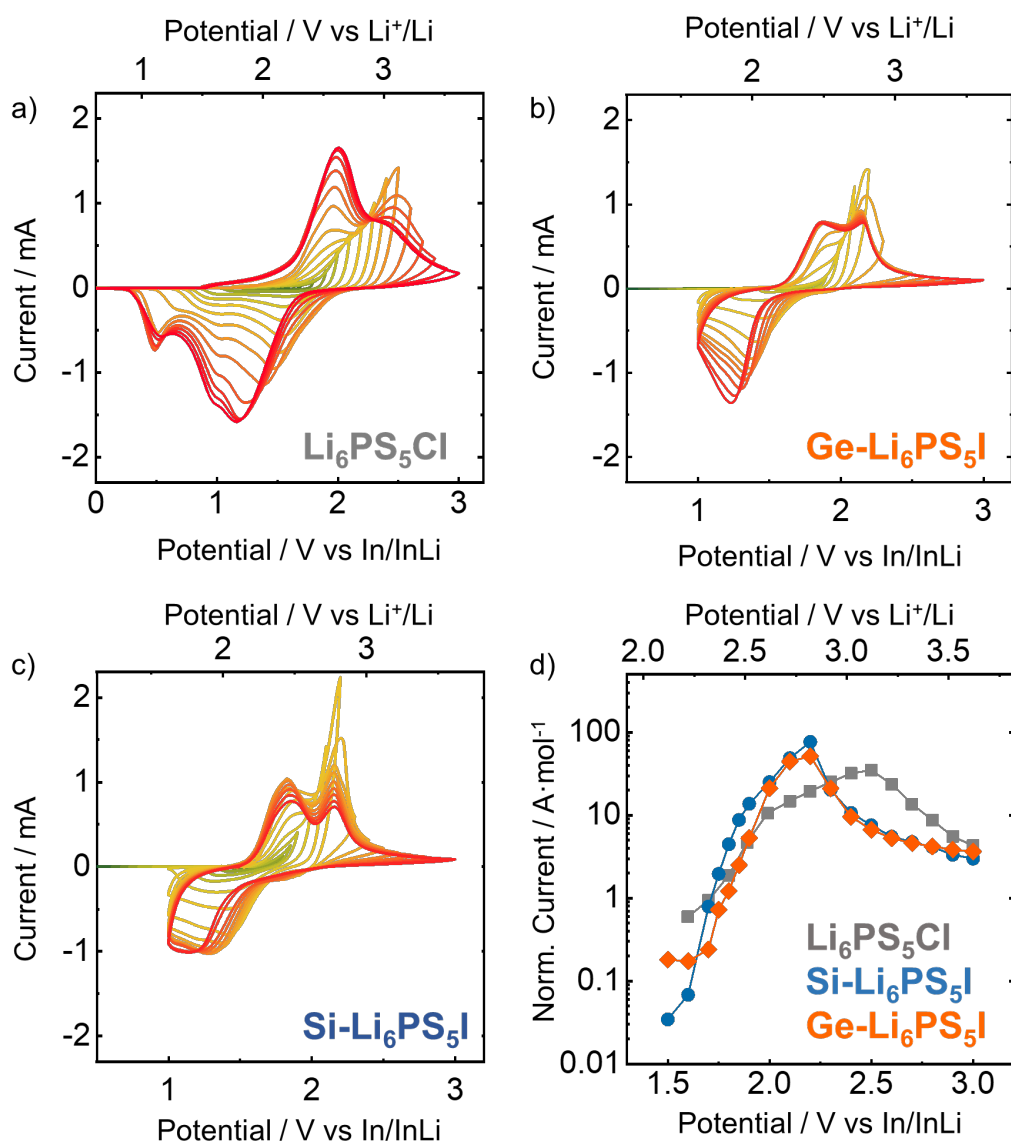 Potential / V vs Li⁺/Li
1 2 3
a)
2
1
0
-1
-2
Current / mA
Li₆PS₅Cl
0 1 2 3
Potential / V vs In/InLi
Potential / V vs Li⁺/Li
2 3
b)
2
1
0
-1
-2
Current / mA
Ge-Li₆PS₅I
1 2 3
Potential / V vs In/InLi
Potential / V vs Li⁺/Li
2 3
c)
2
1
0
-1
-2
Current / mA
Si-Li₆PS₅I
1 2 3
Potential / V vs In/InLi
Potential / V vs Li⁺/Li
2.0 2.5 3.0 3.5
d)
100
10
1
0.1
0.01
Norm. Current / A·mol⁻¹
Li₆PS₅Cl
Si-Li₆PS₅I
Ge-Li₆PS₅I
1.5 2.0 2.5 3.0
Potential / V vs In/InLi